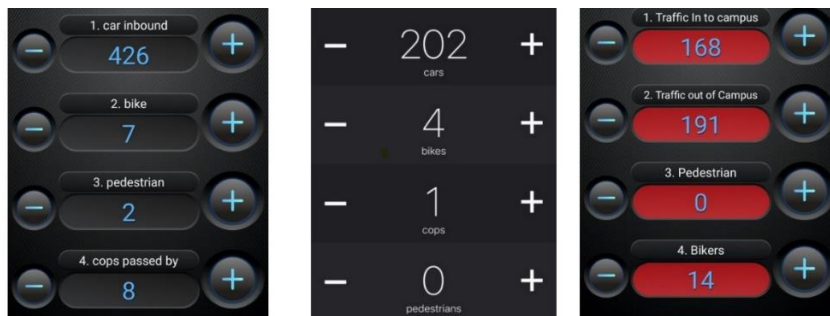 1. car inbound
426
2. bike
7
3. pedestrian
2
4. cops passed by
8
202
cars
4
bikes
1
cops
0
pedestrians
1. Traffic In to campus
168
2. Traffic out of Campus
191
3. Pedestrian
0
4. Bikers
14